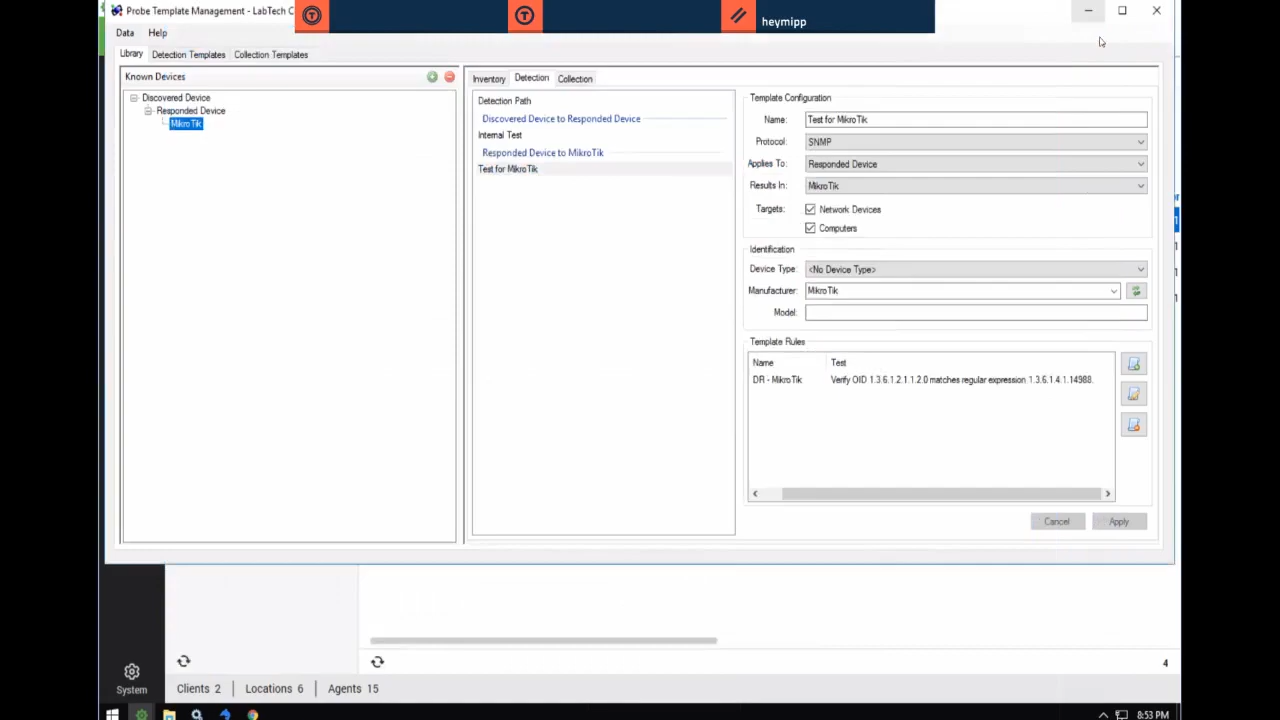 Probe Template Management - LabTech C
heymipp
Data Help
Library Detection Templates Collection Templates
Known Devices
Discovered Device
Responded Device
MikroTik
Inventory Detection Collection
Detection Path
Discovered Device to Responded Device
Internal Test
Responded Device to MikroTik
Test for MikroTik
Template Configuration
Name: Test for MikroTik
Protocol: SNMP
Applies To: Responded Device
Results In: MikroTik
Targets: Network Devices
Computers
Identification
Device Type: <No Device Type>
Manufacturer: MikroTik
Model:
Template Rules
Name Test
DR - MikroTik Verify OID 1.3.6.1.2.1.1.2.0 matches regular expression 1.3.6.1.4.1.14988.
Cancel Apply
4
System
Clients 2 Locations 6 Agents 15
8:53 PM